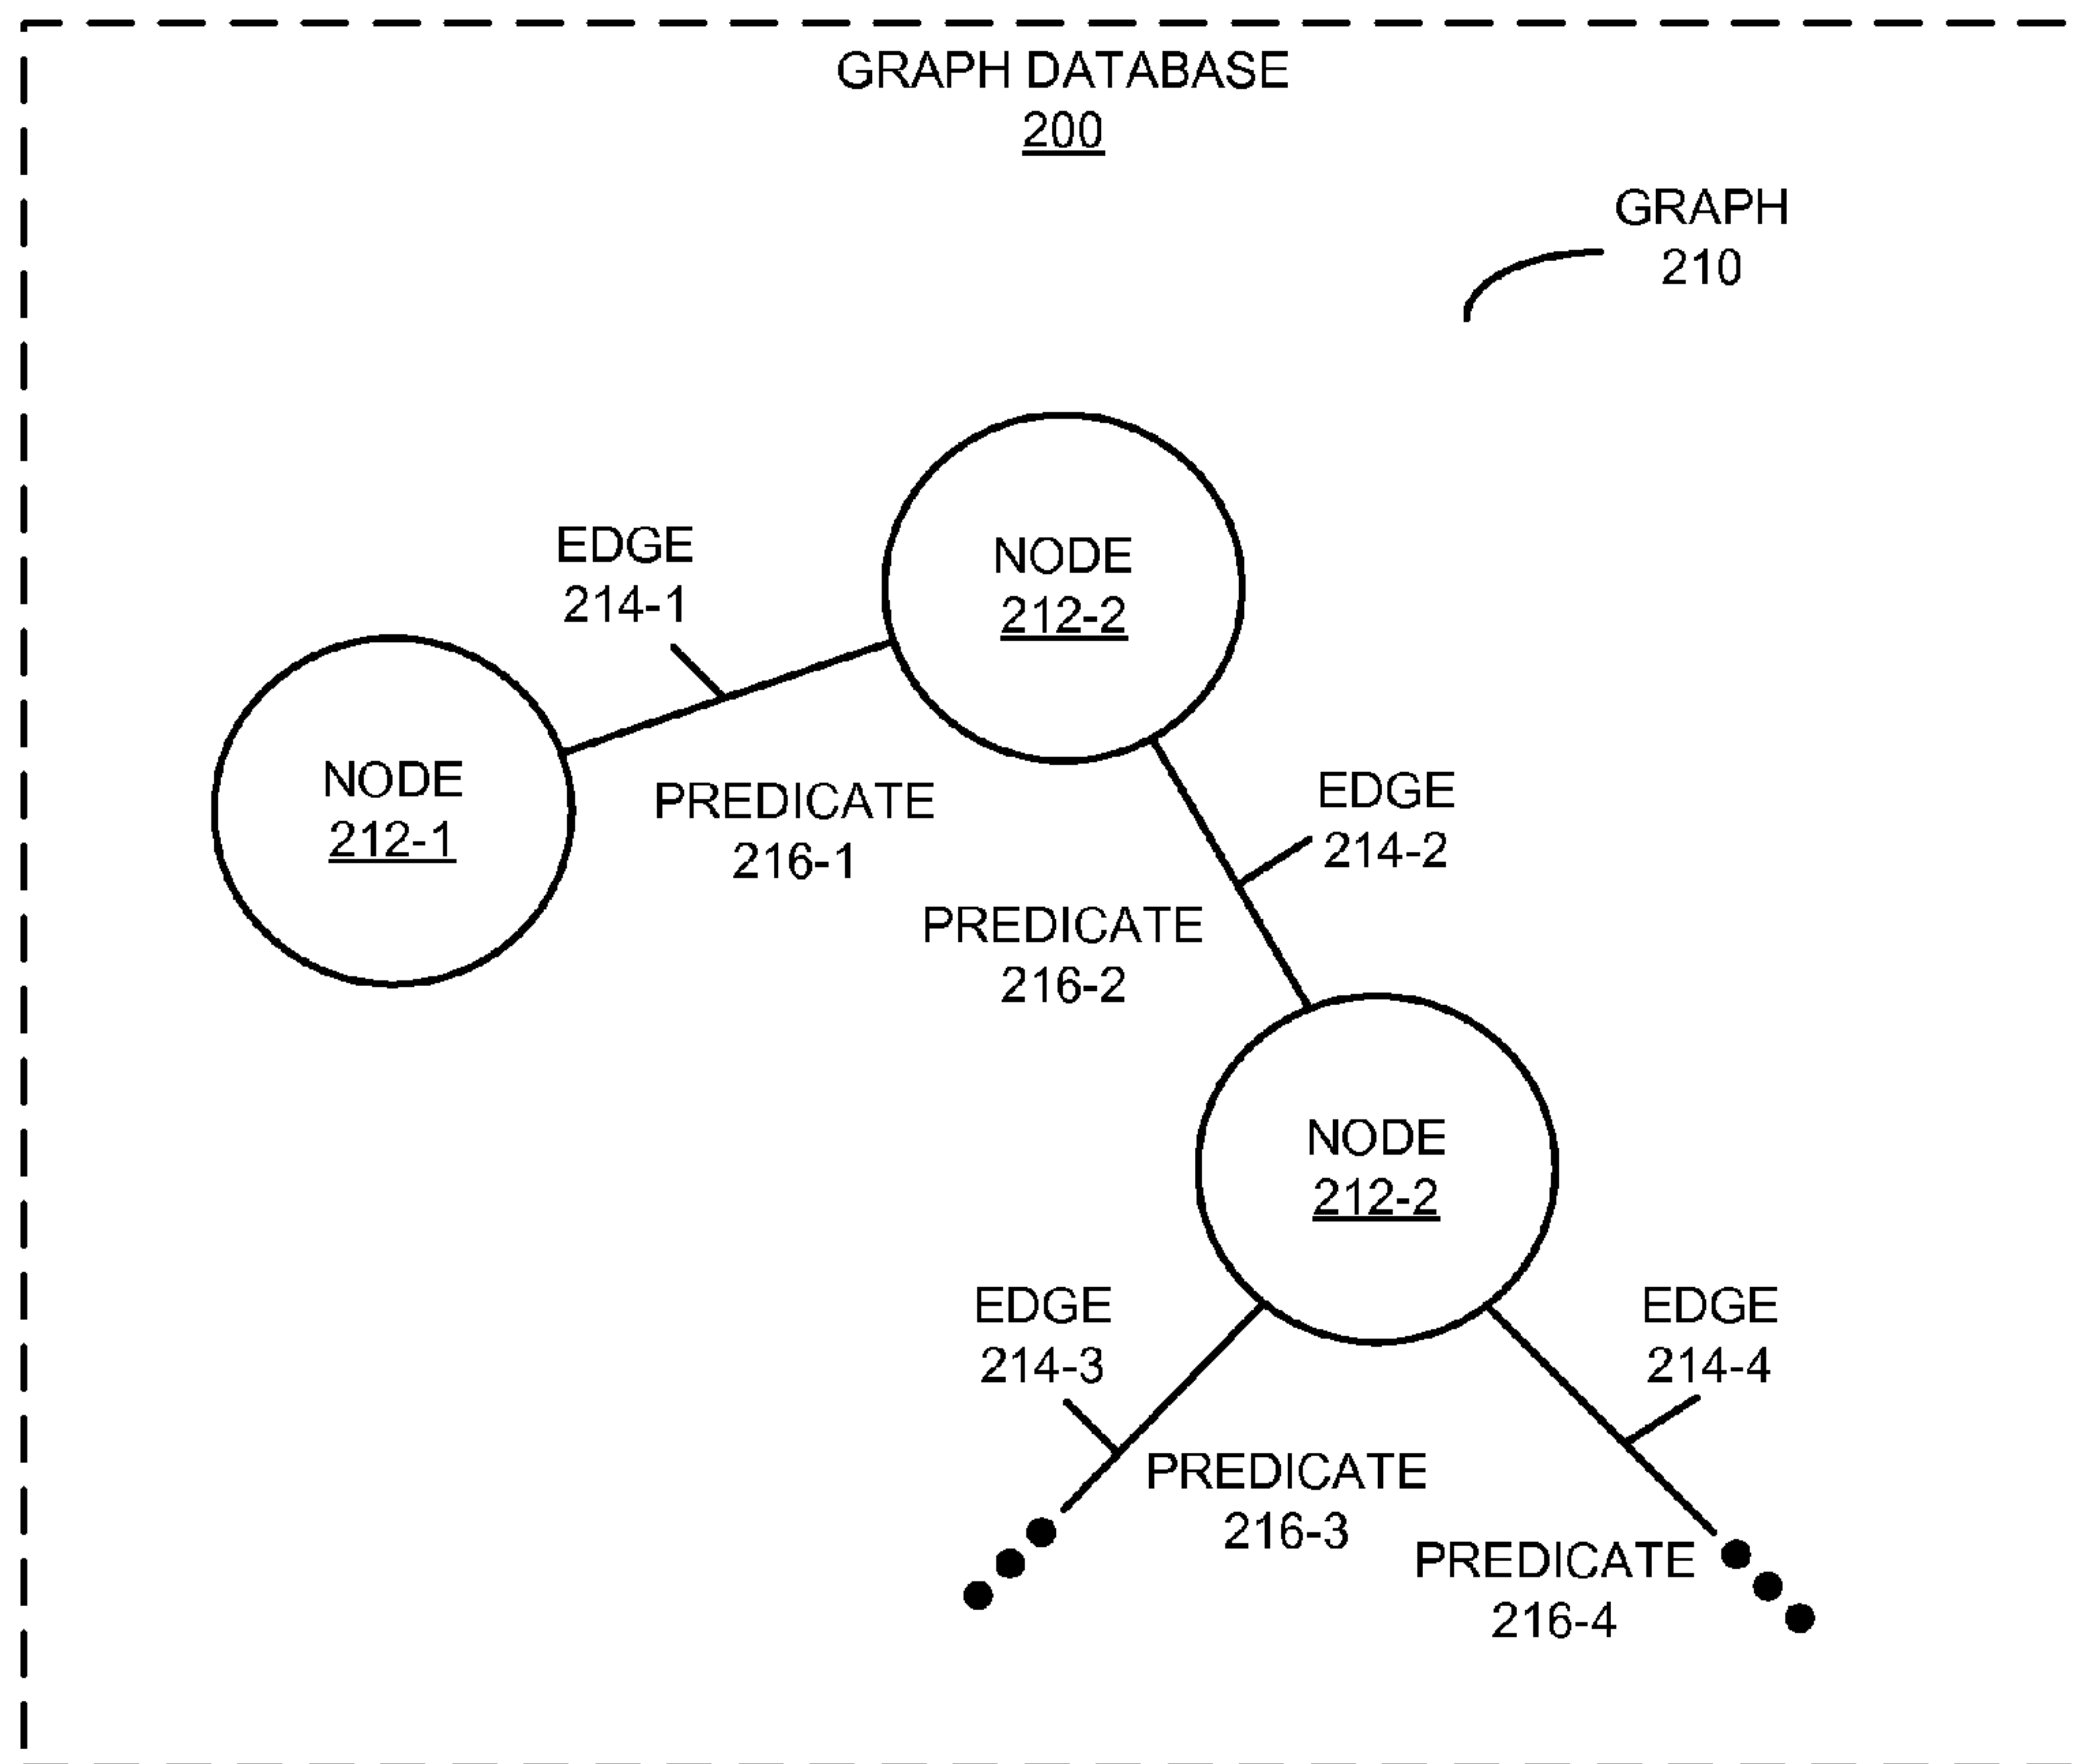 GRAPH DATABASE
200
GRAPH
210
EDGE
214-1
NODE
212-2
NODE
212-1
PREDICATE
216-1
EDGE
214-2
PREDICATE
216-2
NODE
212-2
EDGE
214-3
EDGE
214-4
PREDICATE
216-3
PREDICATE
216-4